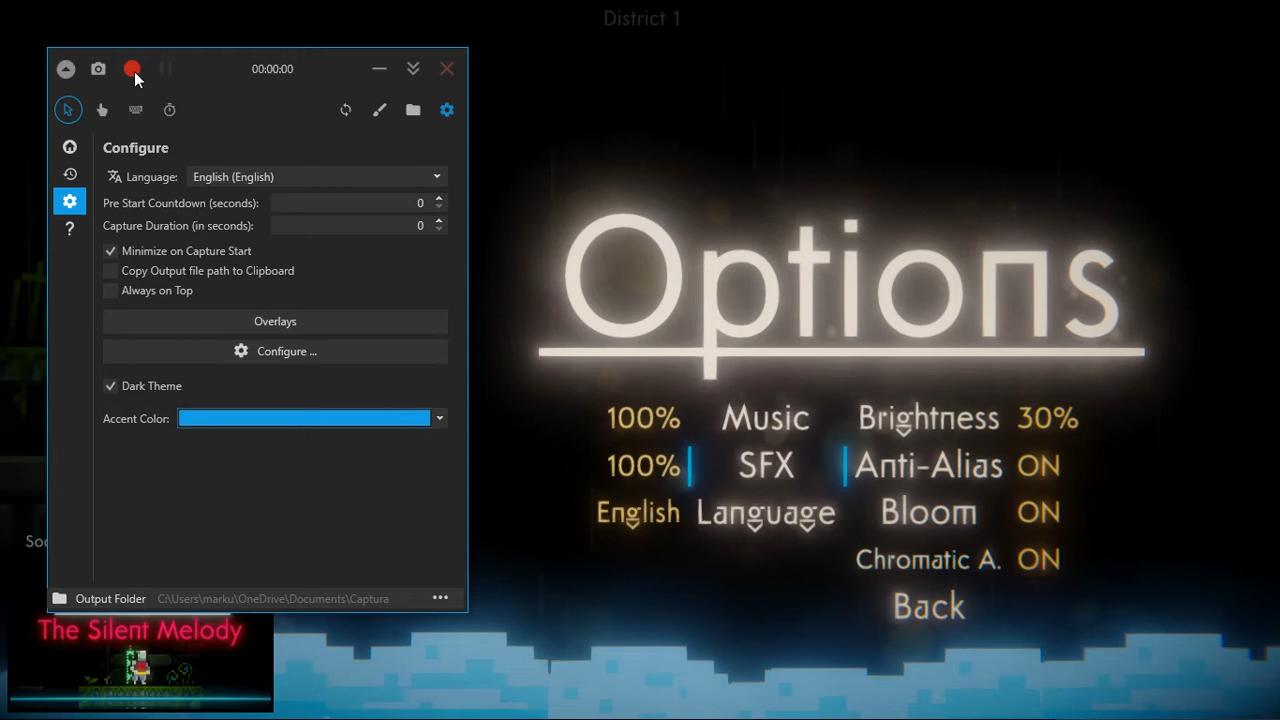 District 1
00:00:00
Configure
Language: English (English)
Pre Start Countdown (seconds): 0
Capture Duration (in seconds): 0
Minimize on Capture Start
Copy Output file path to Clipboard
Always on Top
Overlays
Configure ...
Dark Theme
Accent Color:
Output Folder C:\Users\marku\OneDrive\Documents\Captura
Options
100% Music Brightness 30%
100% SFX Anti-Alias ON
English Language Bloom ON
Chromatic A. ON
Back
The Silent Melody